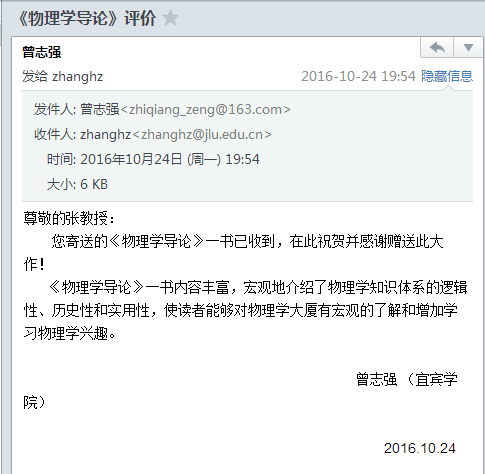 《物理学导论》评价
曾志强
发给 zhanghz 2016-10-24 19:54 隐藏信息
发件人: 曾志强<zhiqiang_zeng@163.com>
收件人: zhanghz<zhanghz@jlu.edu.cn>
时间: 2016年10月24日 (周一) 19:54
大小: 6 KB
尊敬的张教授：
您寄送的《物理学导论》一书已收到，在此祝贺并感谢赠送此大
作！
《物理学导论》一书内容丰富，宏观地介绍了物理学知识体系的逻辑
性、历史性和实用性，使读者能够对物理学大厦有宏观的了解和增加学
习物理学兴趣。
曾志强 （宜宾学
院）
2016.10.24